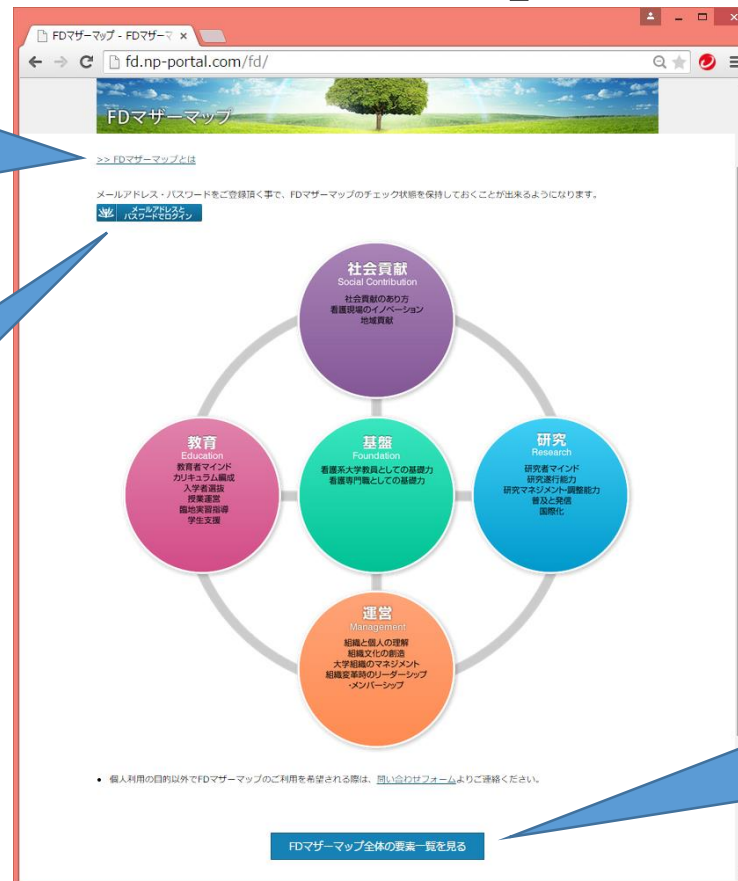 FDマザーマップ - FDザーマ
fd.np-portal.com/fd/
FDマザーマップ
>> FDマザーマップとは
メールアドレス・パスワードをご登録頂く事で、FDマザーマップのチェック状態を保持しておくことが出来るようになります。
メールアドレスと
パスワードでログイン
社会貢献
Social Contribution
社会貢献のあり方
看護現場のイノベーション
地域貢献
教育
Education
教育者マインド
カリキュラム編成
入学者選抜
授業運営
臨地実習指導
学生支援
基盤
Foundation
看護系大学教員としての基礎力
看護専門職としての基礎力
研究
Research
研究者マインド
研究遂行能力
研究マネジメント・調整能力
普及と発信
国際化
運営
Management
組織と個人の理解
組織文化の創造
大学組織のマネジメント
組織変革時のリーダーシップ
・メンバーシップ
• 個人利用の目的以外でFDマザーマップのご利用を希望される際は、問い合わせフォームよりご連絡ください。
FDマザーマップ全体の要素一覧を見る